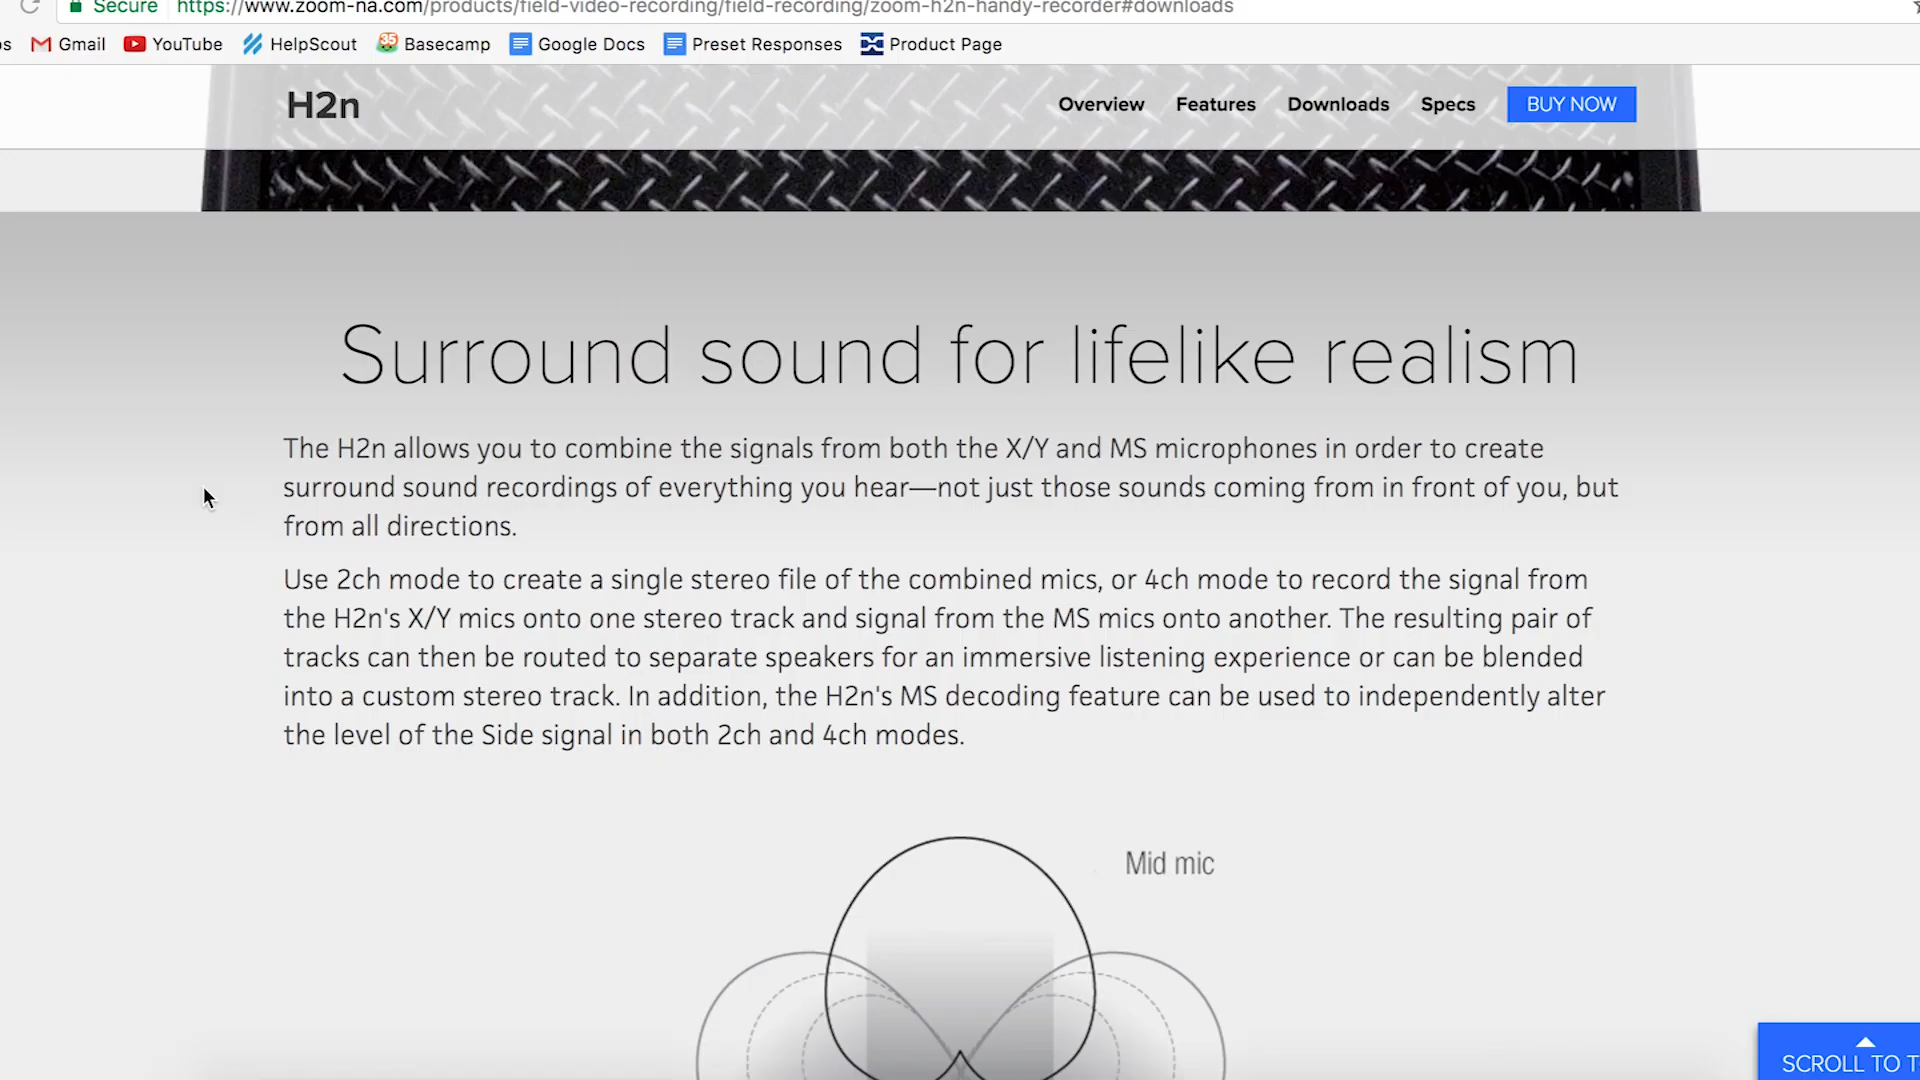 Secure https://www.zoom-na.com/products/field-video-recording/field-recording/zoom-h2n-handy-recorder#downloads
Gmail YouTube HelpScout Basecamp Google Docs Preset Responses Product Page
H2n Overview Features Downloads Specs BUY NOW
Surround sound for lifelike realism
The H2n allows you to combine the signals from both the X/Y and MS microphones in order to create
surround sound recordings of everything you hear—not just those sounds coming from in front of you, but
from all directions.
Use 2ch mode to create a single stereo file of the combined mics, or 4ch mode to record the signal from
the H2n's X/Y mics onto one stereo track and signal from the MS mics onto another. The resulting pair of
tracks can then be routed to separate speakers for an immersive listening experience or can be blended
into a custom stereo track. In addition, the H2n's MS decoding feature can be used to independently alter
the level of the Side signal in both 2ch and 4ch modes.
Mid mic
SCROLL TO T